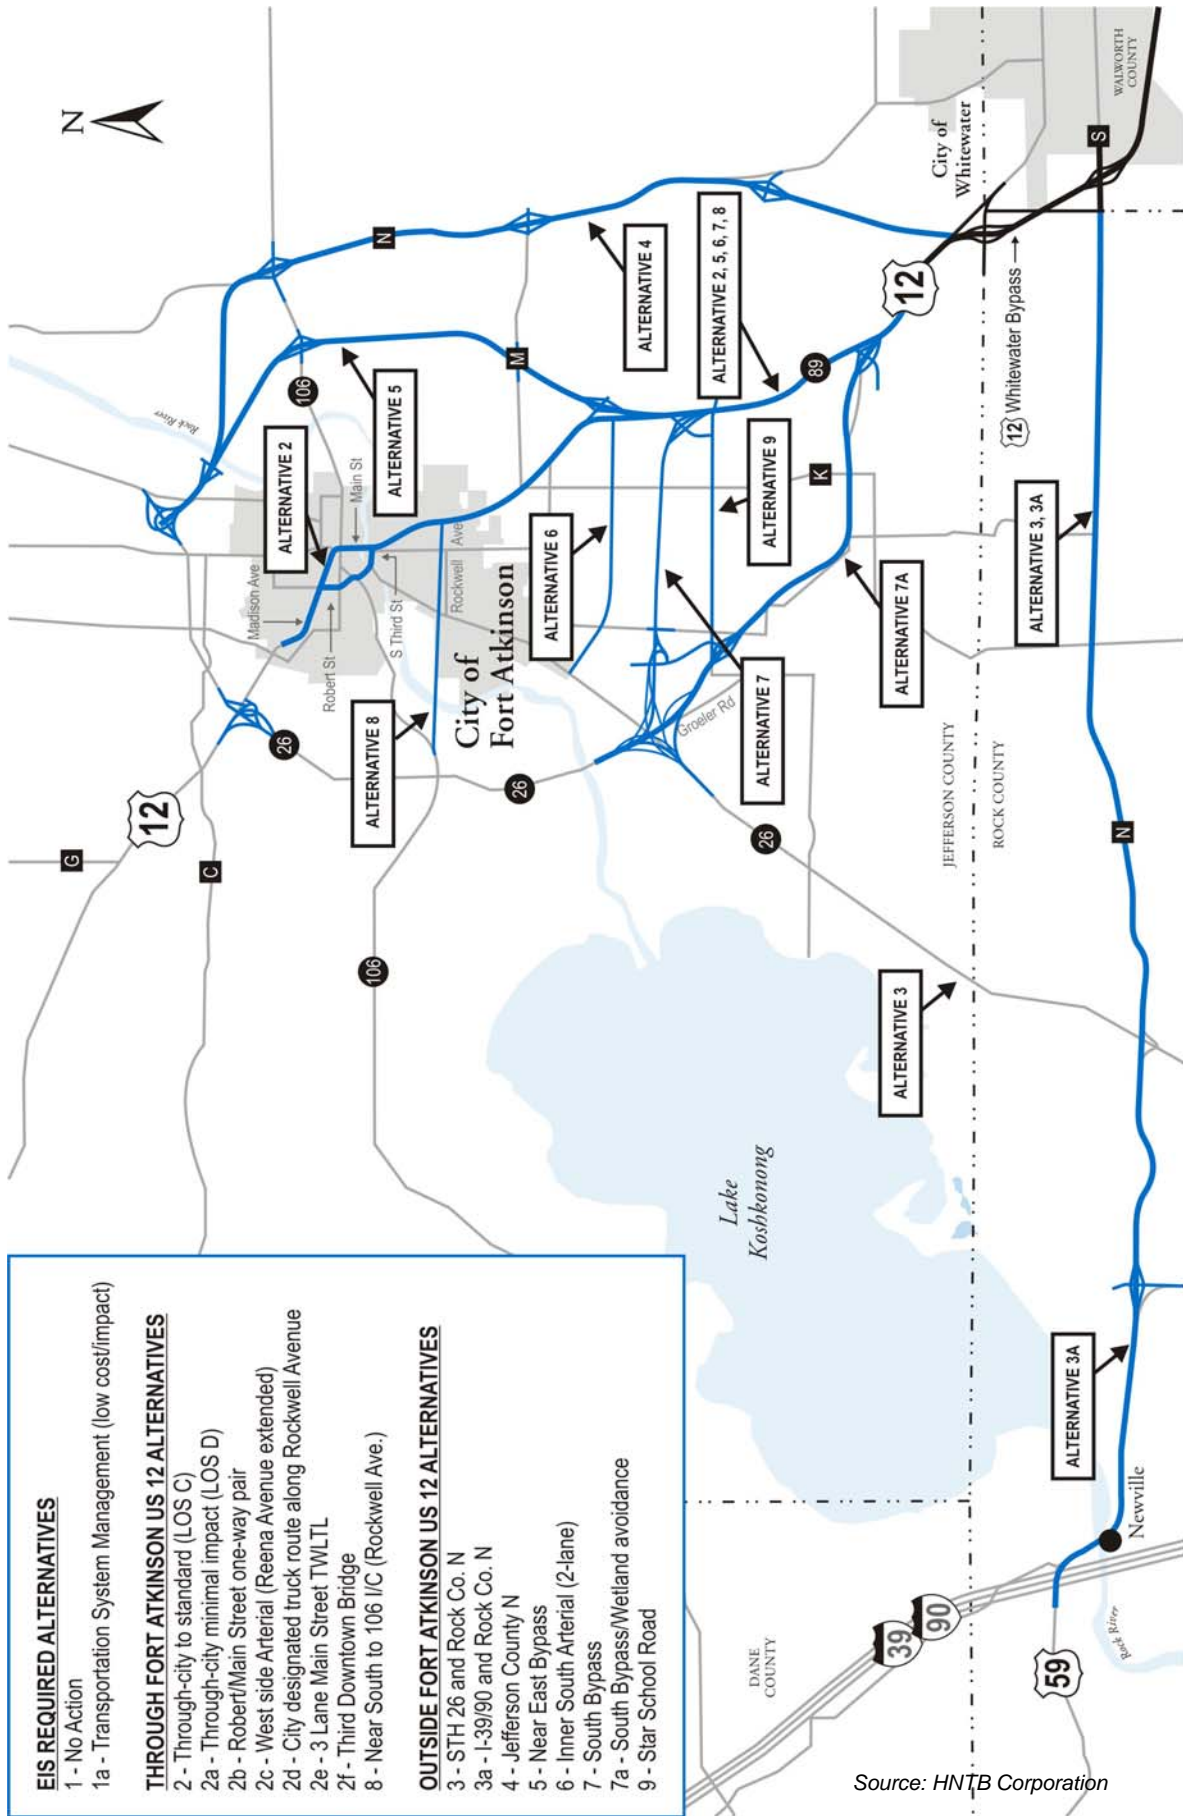 EIS REQUIRED ALTERNATIVES
1 - No Action
1a - Transportation System Management (low cost/impact)
THROUGH FORT ATKINSON US 12 ALTERNATIVES
2 - Through-city to standard (LOS C)
2a - Through-city minimal impact (LOS D)
2b - Robert/Main Street one-way pair
2c - West side Arterial (Reena Avenue extended)
2d - City designated truck route along Rockwell Avenue
2e - 3 Lane Main Street TWLTL
2f - Third Downtown Bridge
8 - Near South to 106 I/C (Rockwell Ave.)
OUTSIDE FORT ATKINSON US 12 ALTERNATIVES
3 - STH 26 and Rock Co. N
3a - I-39/90 and Rock Co. N
4 - Jefferson County N
5 - Near East Bypass
6 - Inner South Arterial (2-lane)
7 - South Bypass
7a - South Bypass/Wetland avoidance
9 - Star School Road
N
G
12
C
26
106
Rock River
N
106
ALTERNATIVE 5
ALTERNATIVE 2
Madison Ave
Main St
Robert St
S Third St
Rockwell Ave
ALTERNATIVE 8
City of
Fort Atkinson
26
M
ALTERNATIVE 4
ALTERNATIVE 2, 5, 6, 7, 8
ALTERNATIVE 6
ALTERNATIVE 9
89
12
K
Groeler Rd
ALTERNATIVE 7
ALTERNATIVE 7A
26
City of
Whitewater
12 Whitewater Bypass
S
WALWORTH
COUNTY
Lake
Koshkonong
ALTERNATIVE 3
JEFFERSON COUNTY
ROCK COUNTY
ALTERNATIVE 3, 3A
N
ALTERNATIVE 3A
Newville
DANE
COUNTY
39
90
59
Rock River
Source: HNTB Corporation